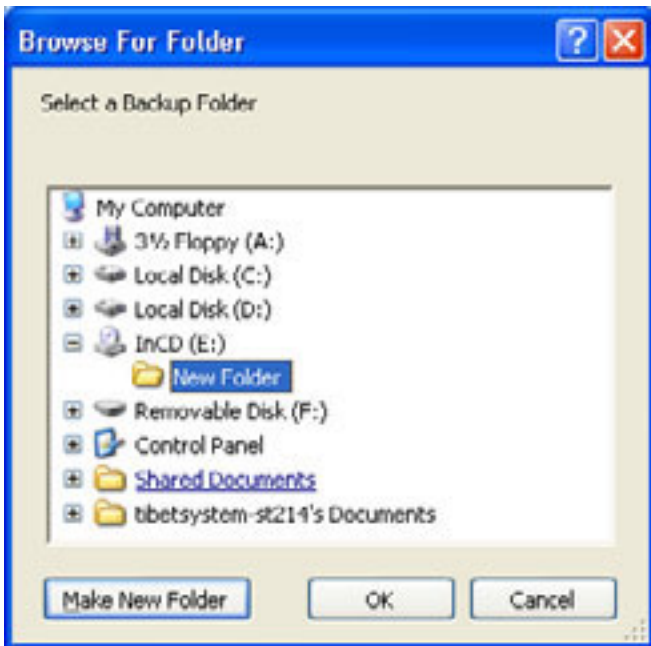 Browse For Folder
Select a Backup Folder
My Computer
3½ Floppy (A:)
Local Disk (C:)
Local Disk (D:)
InCD (E:)
New Folder
Removable Disk (F:)
Control Panel
Shared Documents
tibetsystem-st214's Documents
Make New Folder OK Cancel